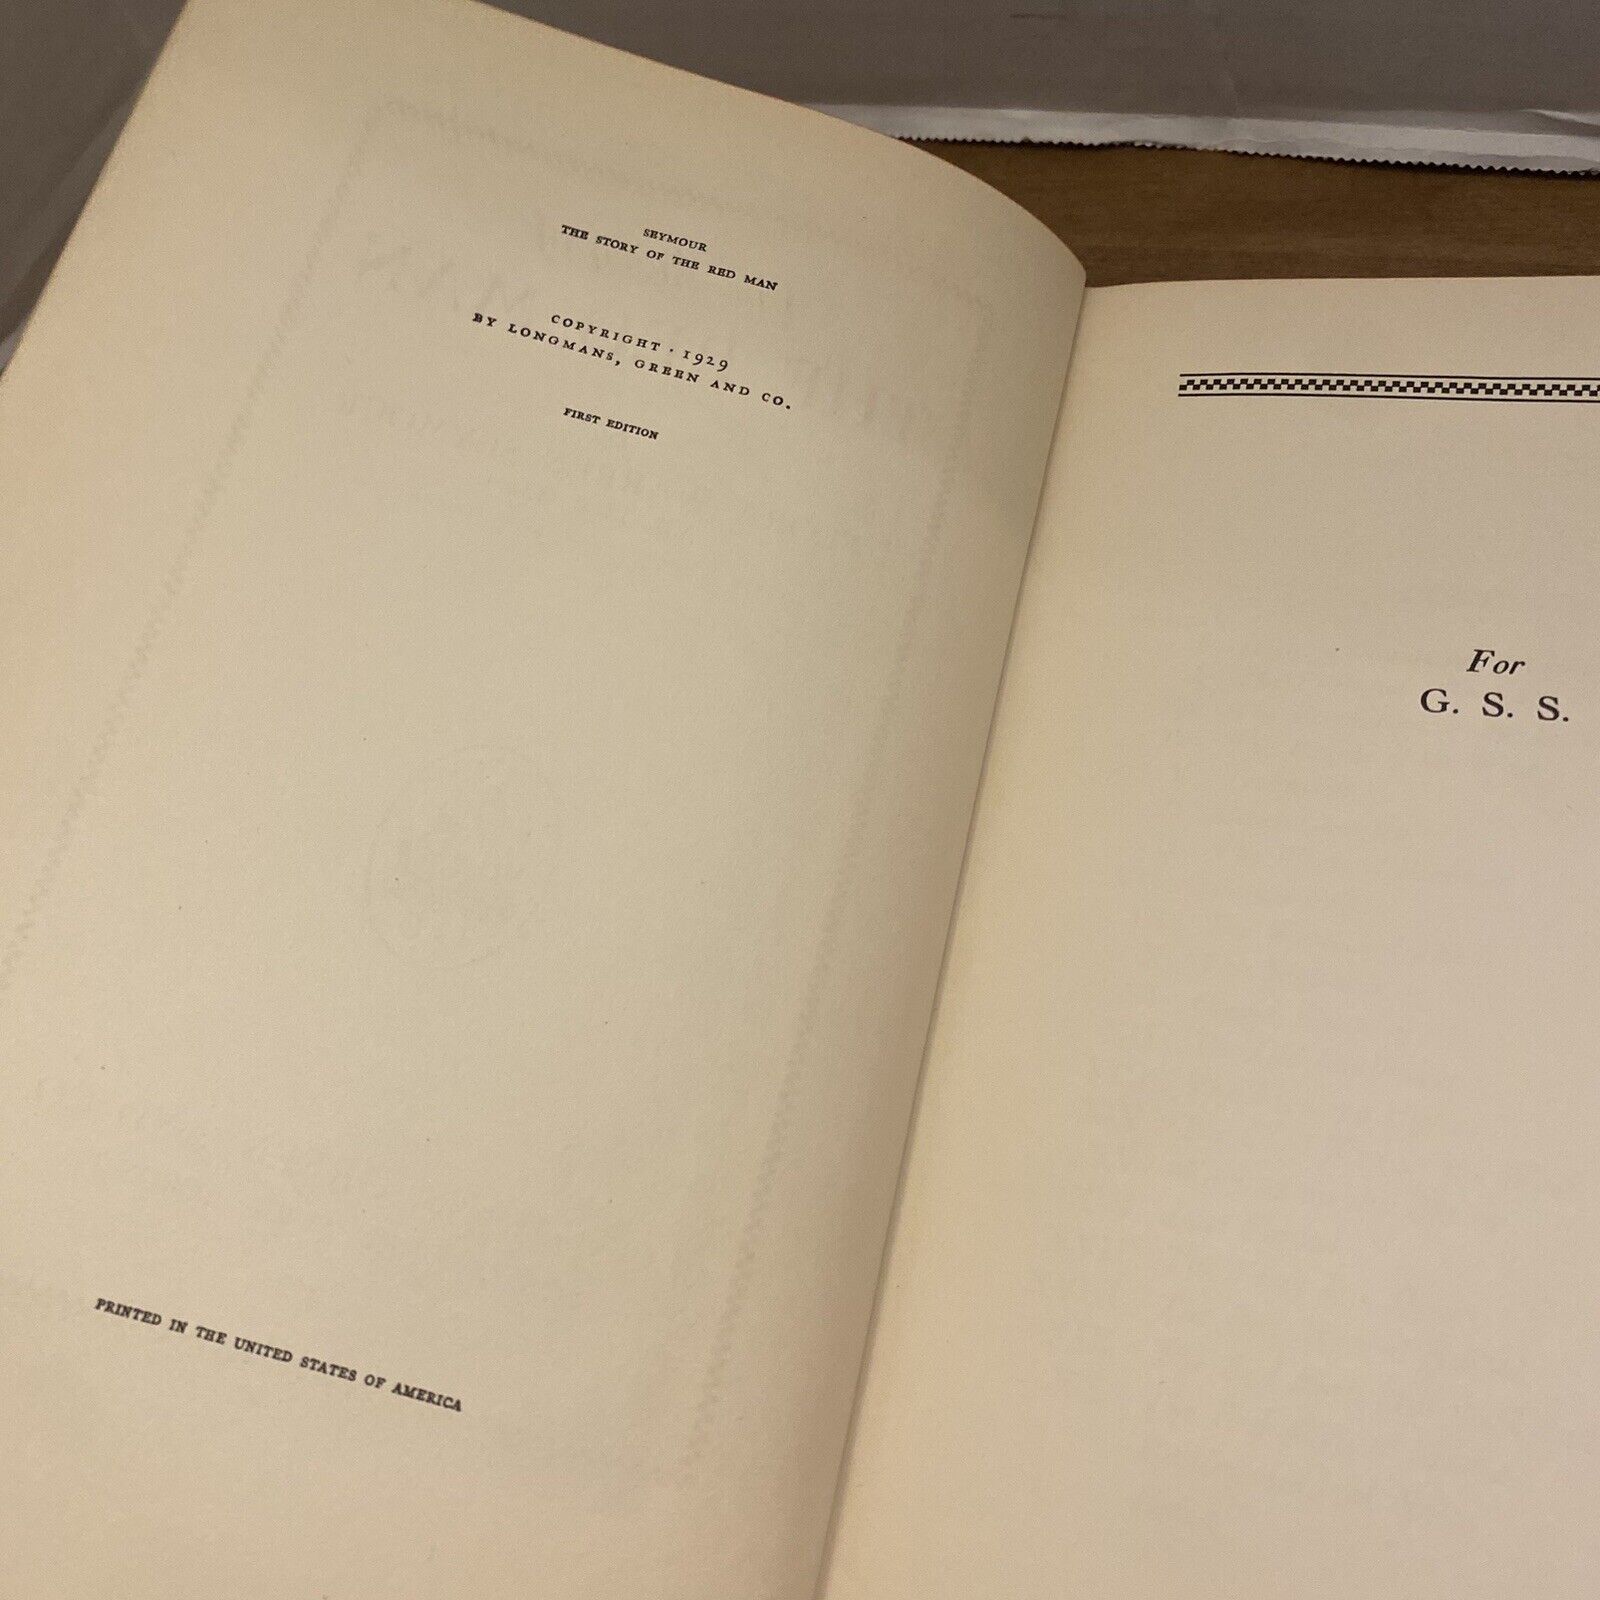 SEYMOUR
THE STORY OF THE RED MAN
COPYRIGHT · 1929
BY LONGMANS, GREEN AND CO.
FIRST EDITION
PRINTED IN THE UNITED STATES OF AMERICA
For
G. S. S.